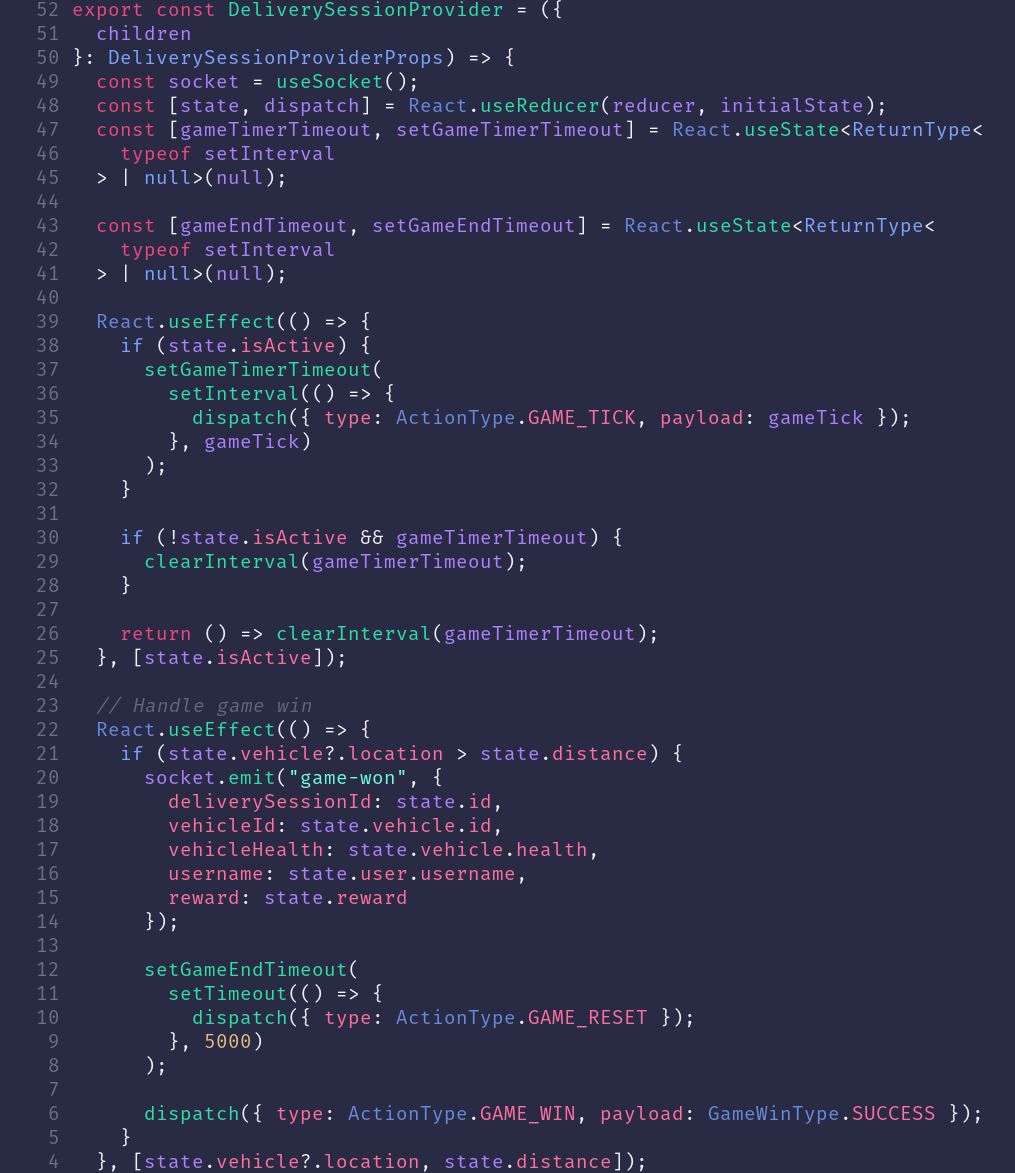 52 export const DeliverySessionProvider = ({
51   children
50 }: DeliverySessionProviderProps) => {
49   const socket = useSocket();
48   const [state, dispatch] = React.useReducer(reducer, initialState);
47   const [gameTimerTimeout, setGameTimerTimeout] = React.useState<ReturnType<
46     typeof setInterval
45   > | null>(null);
44
43   const [gameEndTimeout, setGameEndTimeout] = React.useState<ReturnType<
42     typeof setInterval
41   > | null>(null);
40
39   React.useEffect(() => {
38     if (state.isActive) {
37       setGameTimerTimeout(
36         setInterval(() => {
35           dispatch({ type: ActionType.GAME_TICK, payload: gameTick });
34         }, gameTick)
33       );
32     }
31
30     if (!state.isActive && gameTimerTimeout) {
29       clearInterval(gameTimerTimeout);
28     }
27
26     return () => clearInterval(gameTimerTimeout);
25   }, [state.isActive]);
24
23   // Handle game win
22   React.useEffect(() => {
21     if (state.vehicle?.location > state.distance) {
20       socket.emit("game-won", {
19         deliverySessionId: state.id,
18         vehicleId: state.vehicle.id,
17         vehicleHealth: state.vehicle.health,
16         username: state.user.username,
15         reward: state.reward
14       });
13
12       setGameEndTimeout(
11         setTimeout(() => {
10           dispatch({ type: ActionType.GAME_RESET });
9         }, 5000)
8       );
7
6       dispatch({ type: ActionType.GAME_WIN, payload: GameWinType.SUCCESS });
5     }
4   }, [state.vehicle?.location, state.distance]);